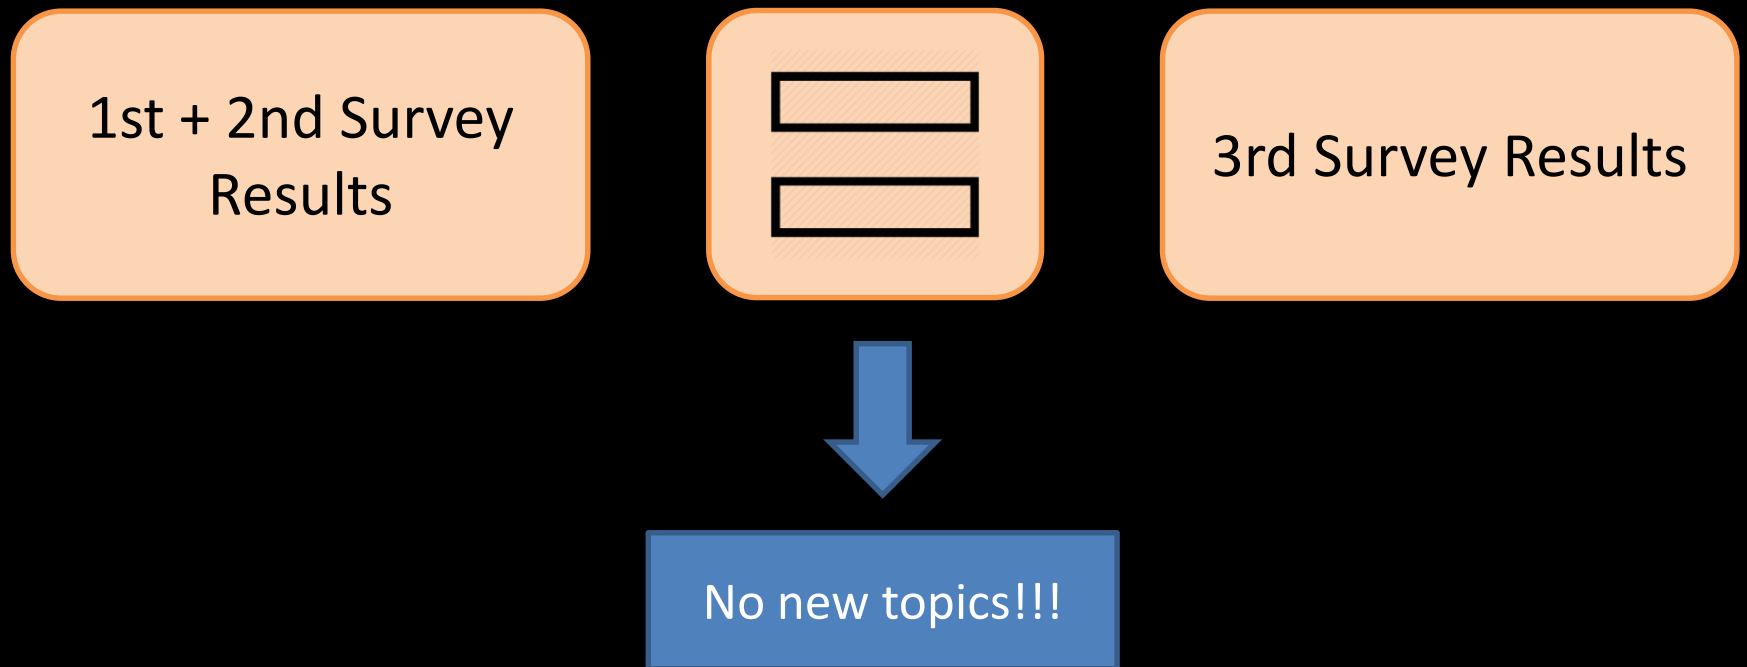 1st + 2nd Survey
Results
3rd Survey Results
No new topics!!!